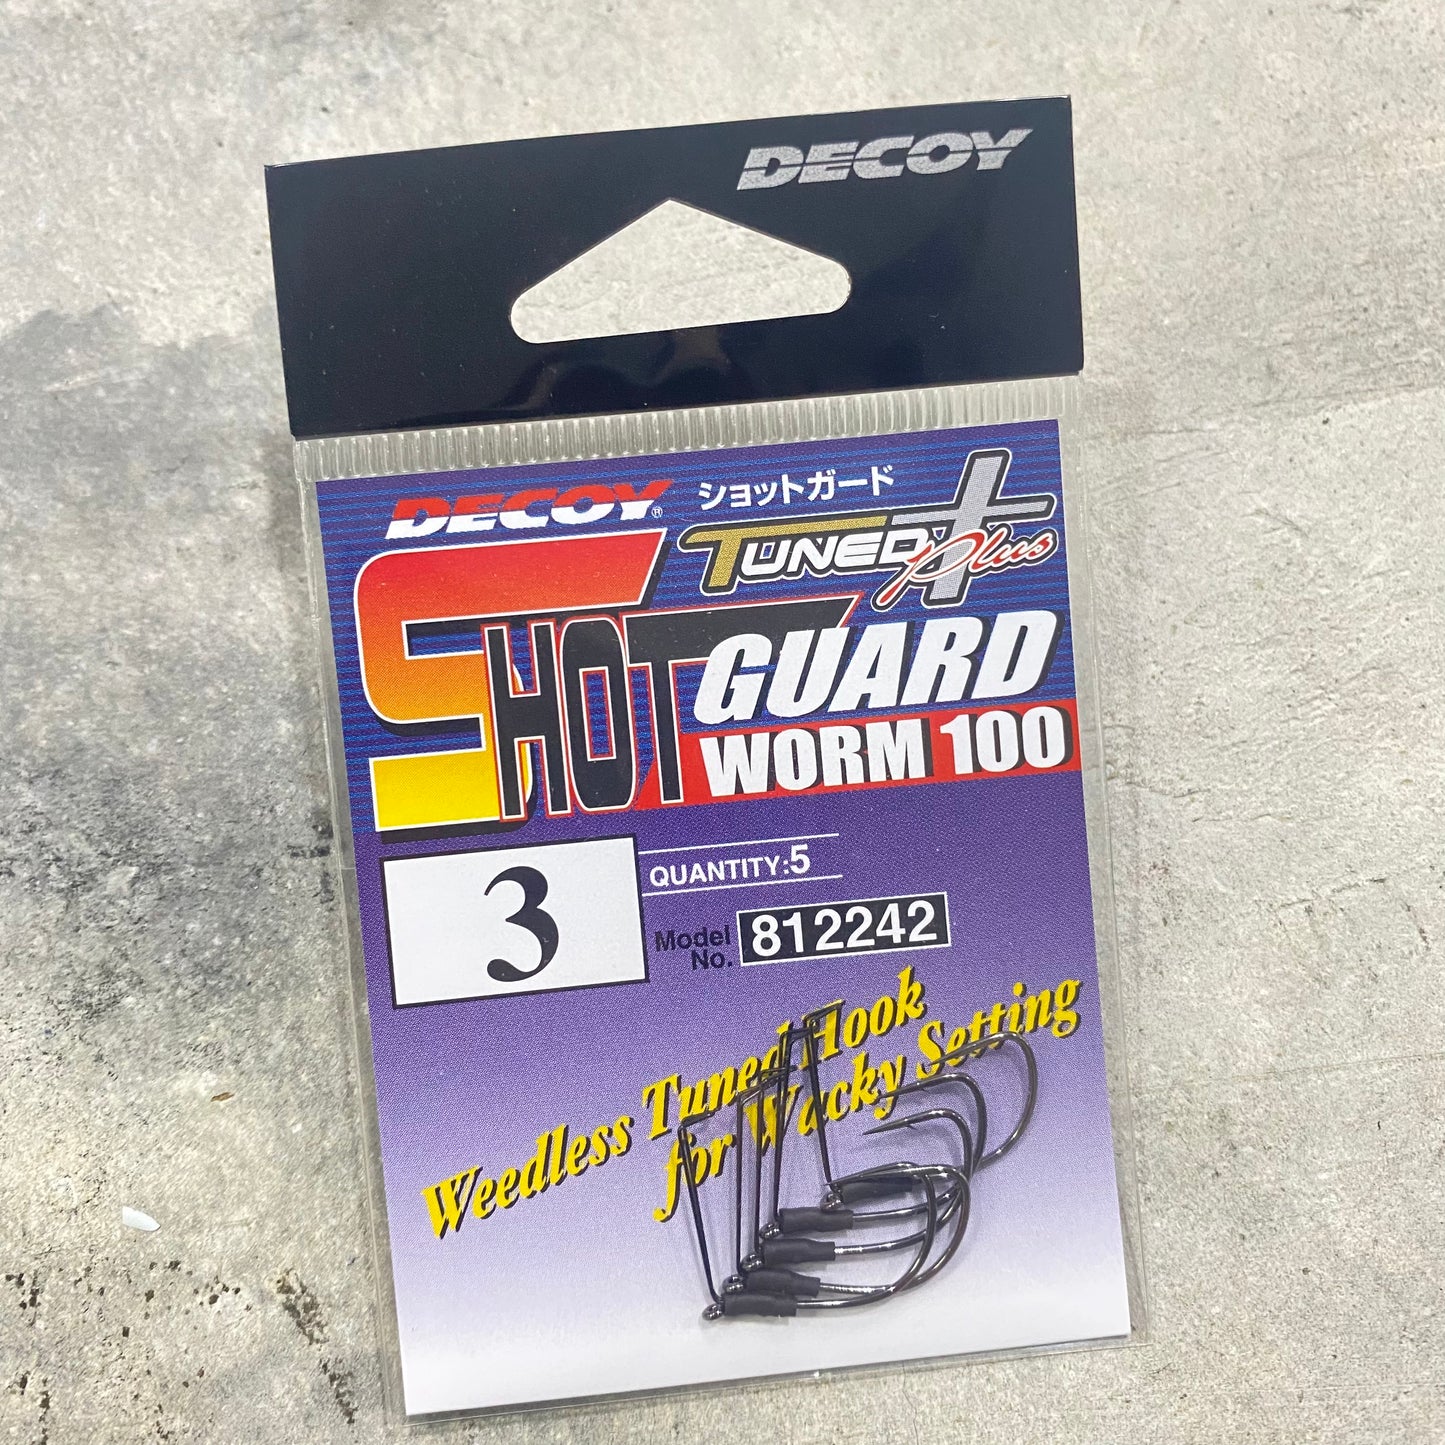 DECOY
DECOY®
ショットガード
TUNED Plus
SHOT GUARD
WORM 100
3
QUANTITY:5
Model No. 812242
Weedless Tuned Hook
for Wacky Setting